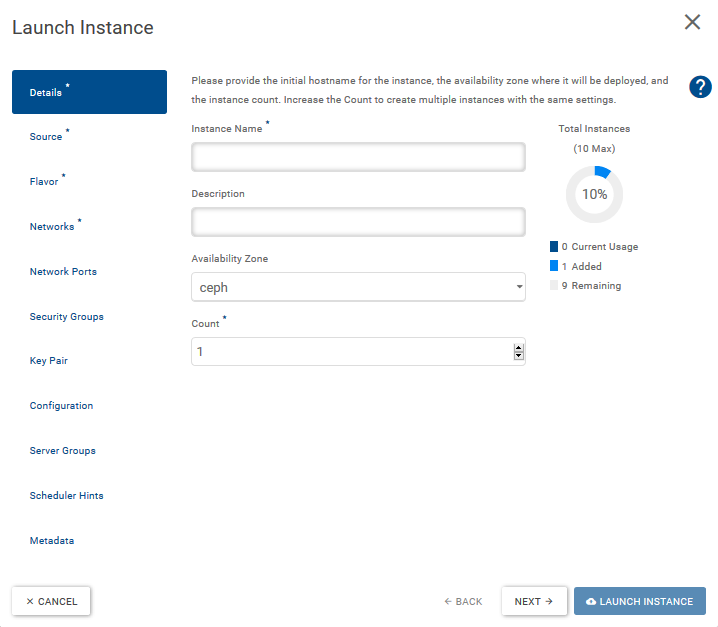 Launch Instance
Details *
Source *
Flavor *
Networks *
Network Ports
Security Groups
Key Pair
Configuration
Server Groups
Scheduler Hints
Metadata
Please provide the initial hostname for the instance, the availability zone where it will be deployed, and
the instance count. Increase the Count to create multiple instances with the same settings.
?
Instance Name *
Description
Availability Zone
ceph
Count *
1
Total Instances
(10 Max)
10%
0 Current Usage
1 Added
9 Remaining
× CANCEL
← BACK
NEXT →
LAUNCH INSTANCE